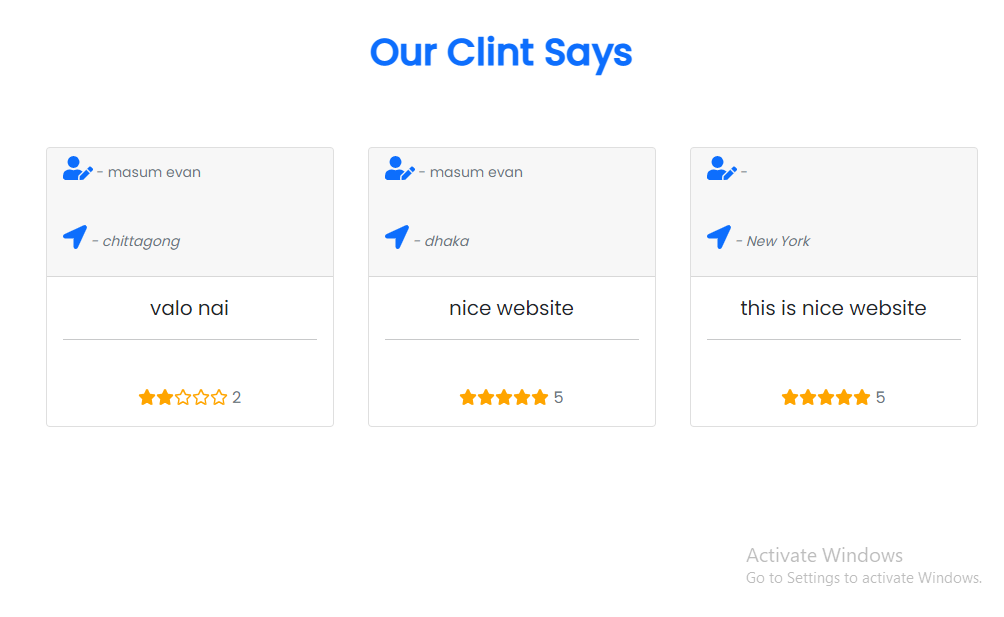 Our Clint Says
- masum evan
- chittagong
valo nai
2
- masum evan
- dhaka
nice website
5
-
- New York
this is nice website
5
Activate Windows
Go to Settings to activate Windows.